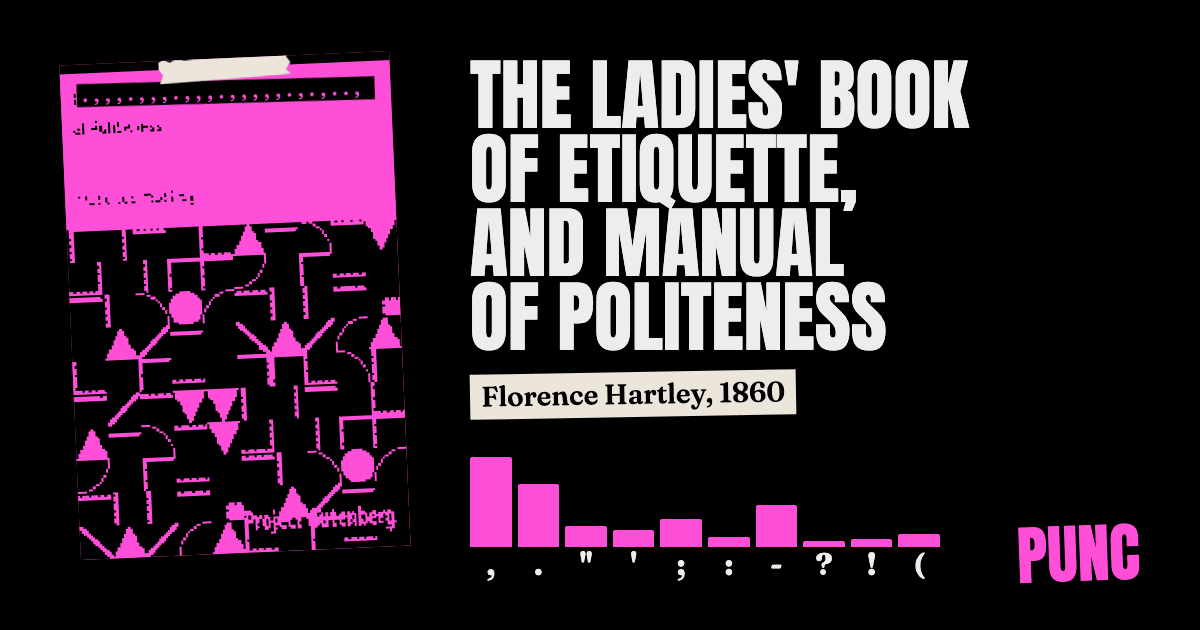 THE LADIES' BOOK
OF ETIQUETTE,
AND MANUAL
OF POLITENESS
Florence Hartley, 1860
, . " ' ; : - ? ! (
PUNC
Project Gutenberg